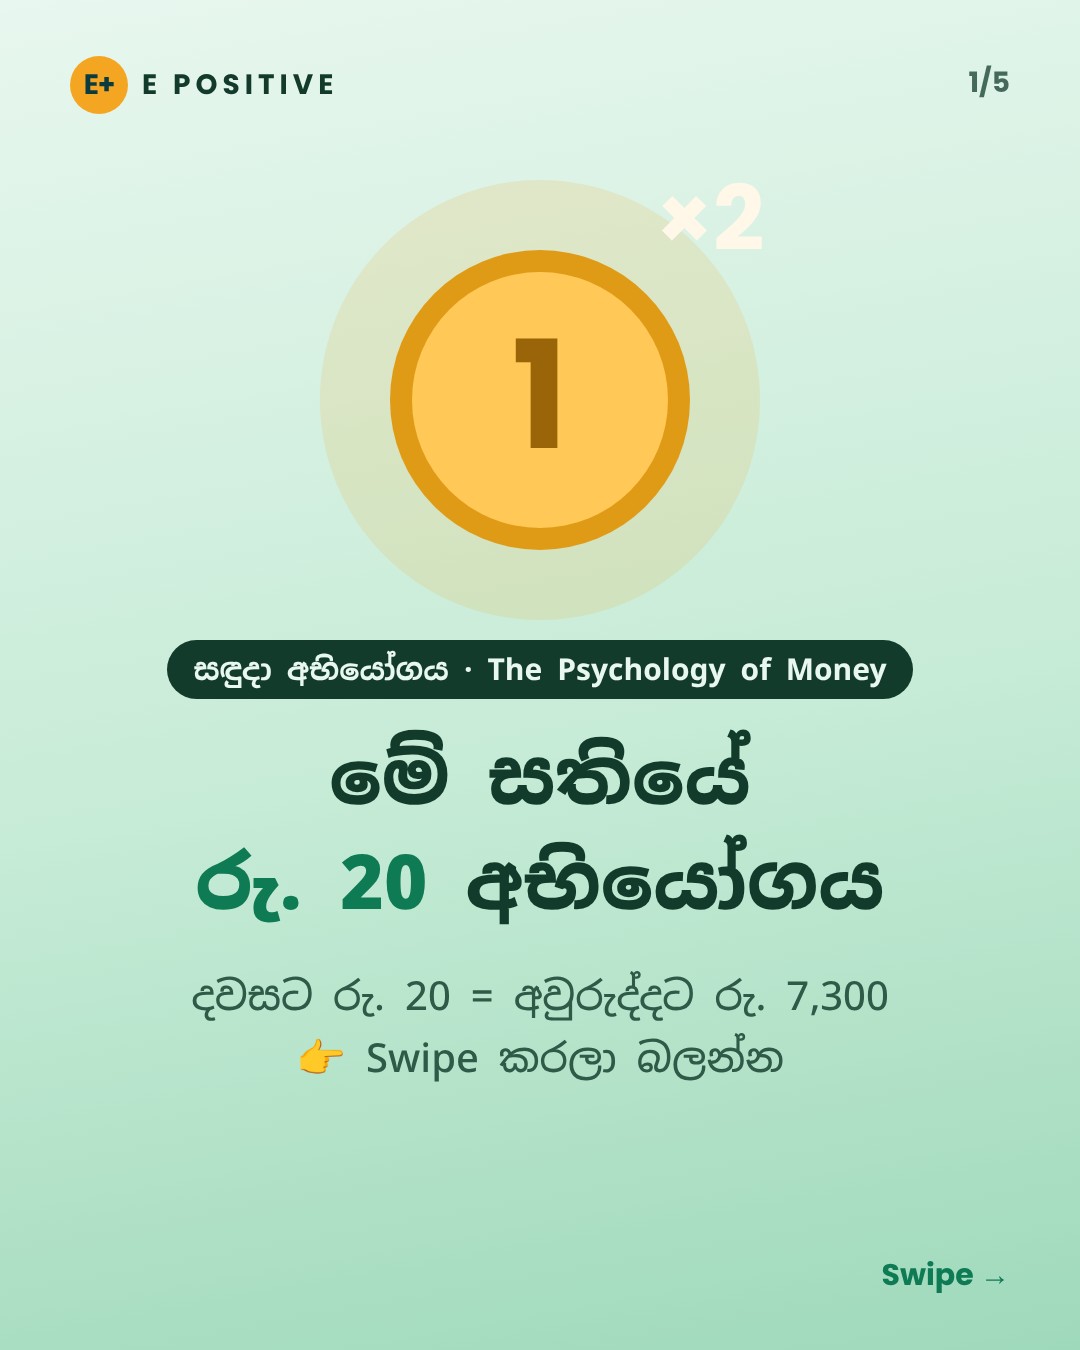 E+ E POSITIVE
1/5
×2
1
සඳුදා අභියෝගය · The Psychology of Money
මේ සතියේ
රු. 20 අභියෝගය
දවසට රු. 20 = අවුරුද්දට රු. 7,300
👉 Swipe කරලා බලන්න
Swipe →